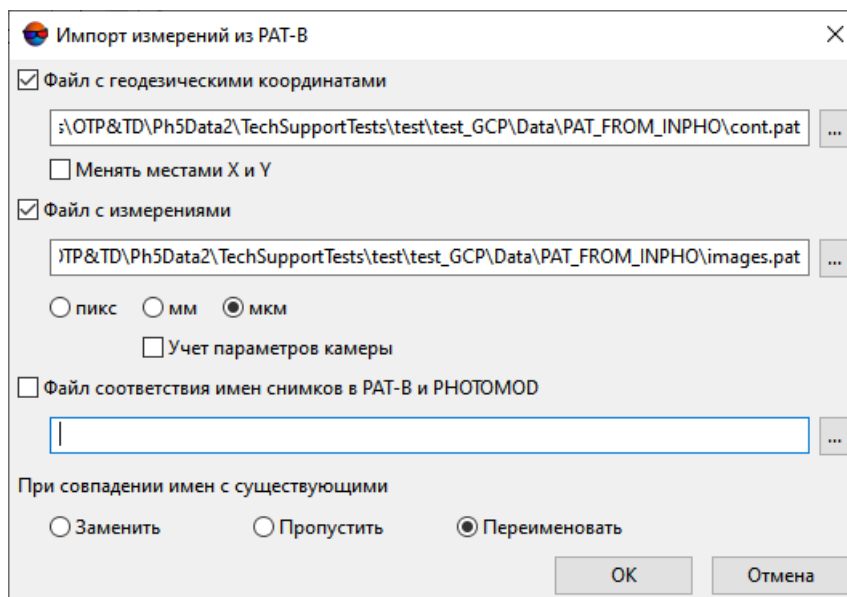 Импорт измерений из PAT-B
Файл с геодезическими координатами
s\OTP&TD\Ph5Data2\TechSupportTests\test\test_GCP\Data\PAT_FROM_INPHO\cont.pat ...
Менять местами X и Y
Файл с измерениями
OTP&TD\Ph5Data2\TechSupportTests\test\test_GCP\Data\PAT_FROM_INPHO\images.pat ...
пикс мм мкм
Учет параметров камеры
Файл соответствия имен снимков в PAT-B и PHOTOMOD
...
При совпадении имен с существующими
Заменить Пропустить Переименовать
ОК Отмена